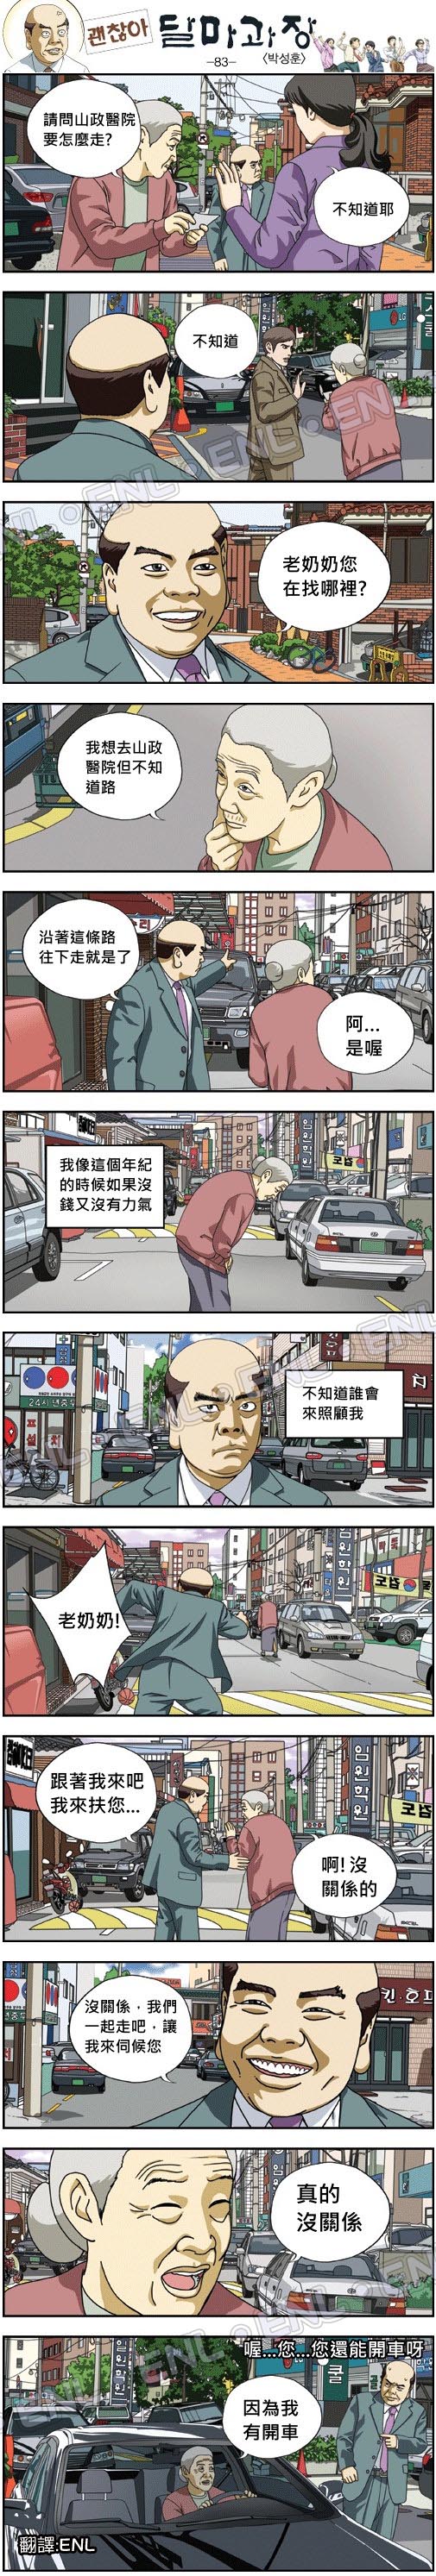 괜찮아 달마과장
-83-
<박성훈>
請問山政醫院
要怎麼走?
不知道耶
不知道
老奶奶您
在找哪裡?
我想去山政
醫院但不知
道路
沿著這條路
往下走就是了
阿...
是喔
我像這個年紀
的時候如果沒
錢又沒有力氣
不知道誰會
來照顧我
老奶奶!
跟著我來吧
我來扶您...
啊!沒
關係的
沒關係，我們
一起走吧，讓
我來伺候您
真的
沒關係
喔...您...您還能開車呀
因為我
有開車
翻譯:ENL